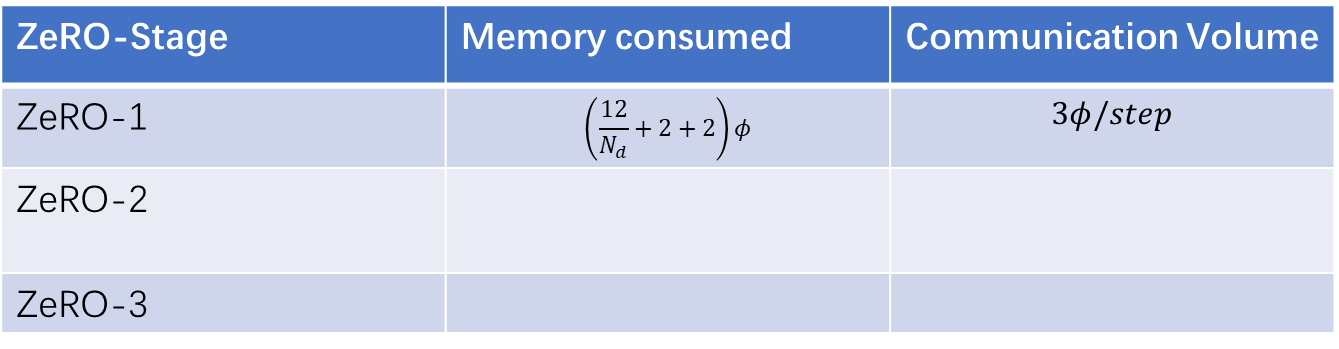 ZeRO-Stage Memory consumed Communication Volume
ZeRO-1 (12/N_d + 2 + 2)ϕ 3ϕ/step
ZeRO-2
ZeRO-3